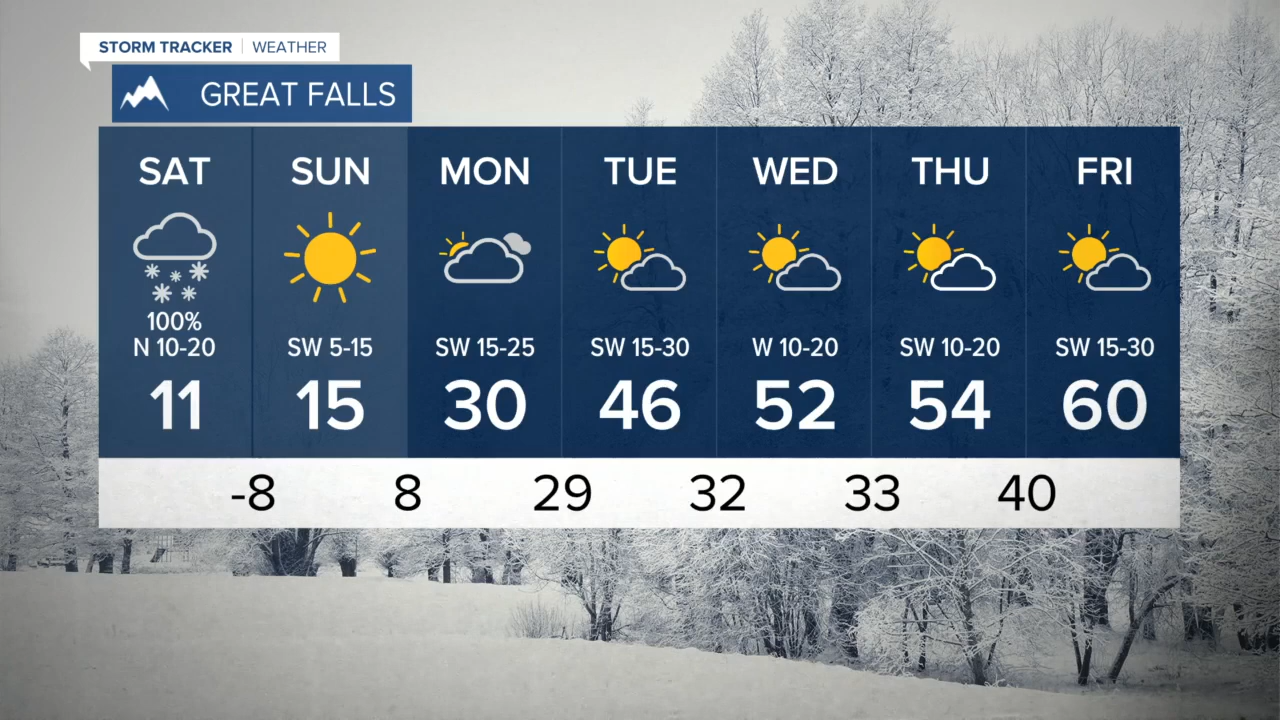 STORM TRACKER | WEATHER
GREAT FALLS
SAT SUN MON TUE WED THU FRI
100%
N 10-20 SW 5-15 SW 15-25 SW 15-30 W 10-20 SW 10-20 SW 15-30
11 15 30 46 52 54 60
-8 8 29 32 33 40